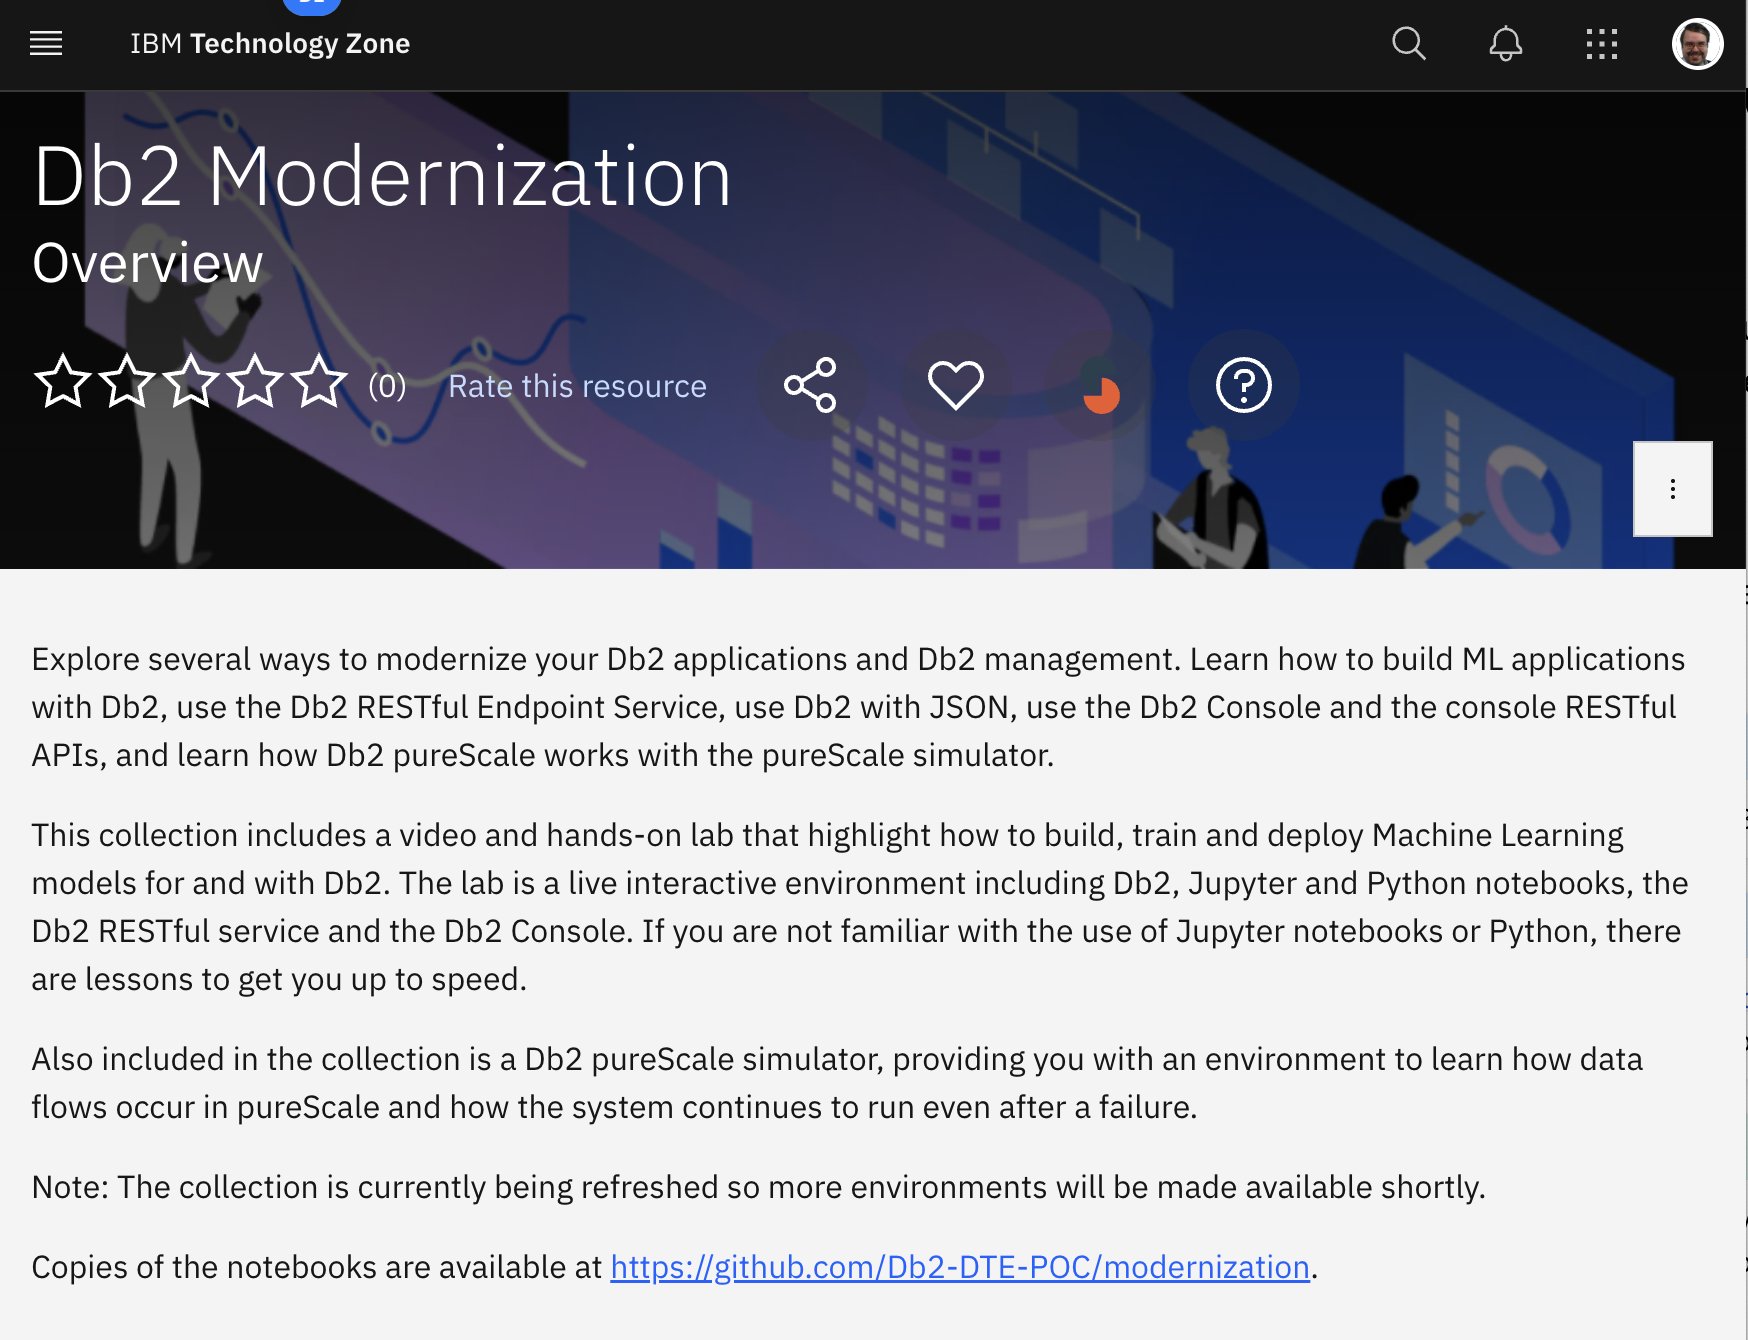 IBM Technology Zone
Db2 Modernization
Overview
(0) Rate this resource
Explore several ways to modernize your Db2 applications and Db2 management. Learn how to build ML applications
with Db2, use the Db2 RESTful Endpoint Service, use Db2 with JSON, use the Db2 Console and the console RESTful
APIs, and learn how Db2 pureScale works with the pureScale simulator.
This collection includes a video and hands-on lab that highlight how to build, train and deploy Machine Learning
models for and with Db2. The lab is a live interactive environment including Db2, Jupyter and Python notebooks, the
Db2 RESTful service and the Db2 Console. If you are not familiar with the use of Jupyter notebooks or Python, there
are lessons to get you up to speed.
Also included in the collection is a Db2 pureScale simulator, providing you with an environment to learn how data
flows occur in pureScale and how the system continues to run even after a failure.
Note: The collection is currently being refreshed so more environments will be made available shortly.
Copies of the notebooks are available at https://github.com/Db2-DTE-POC/modernization.